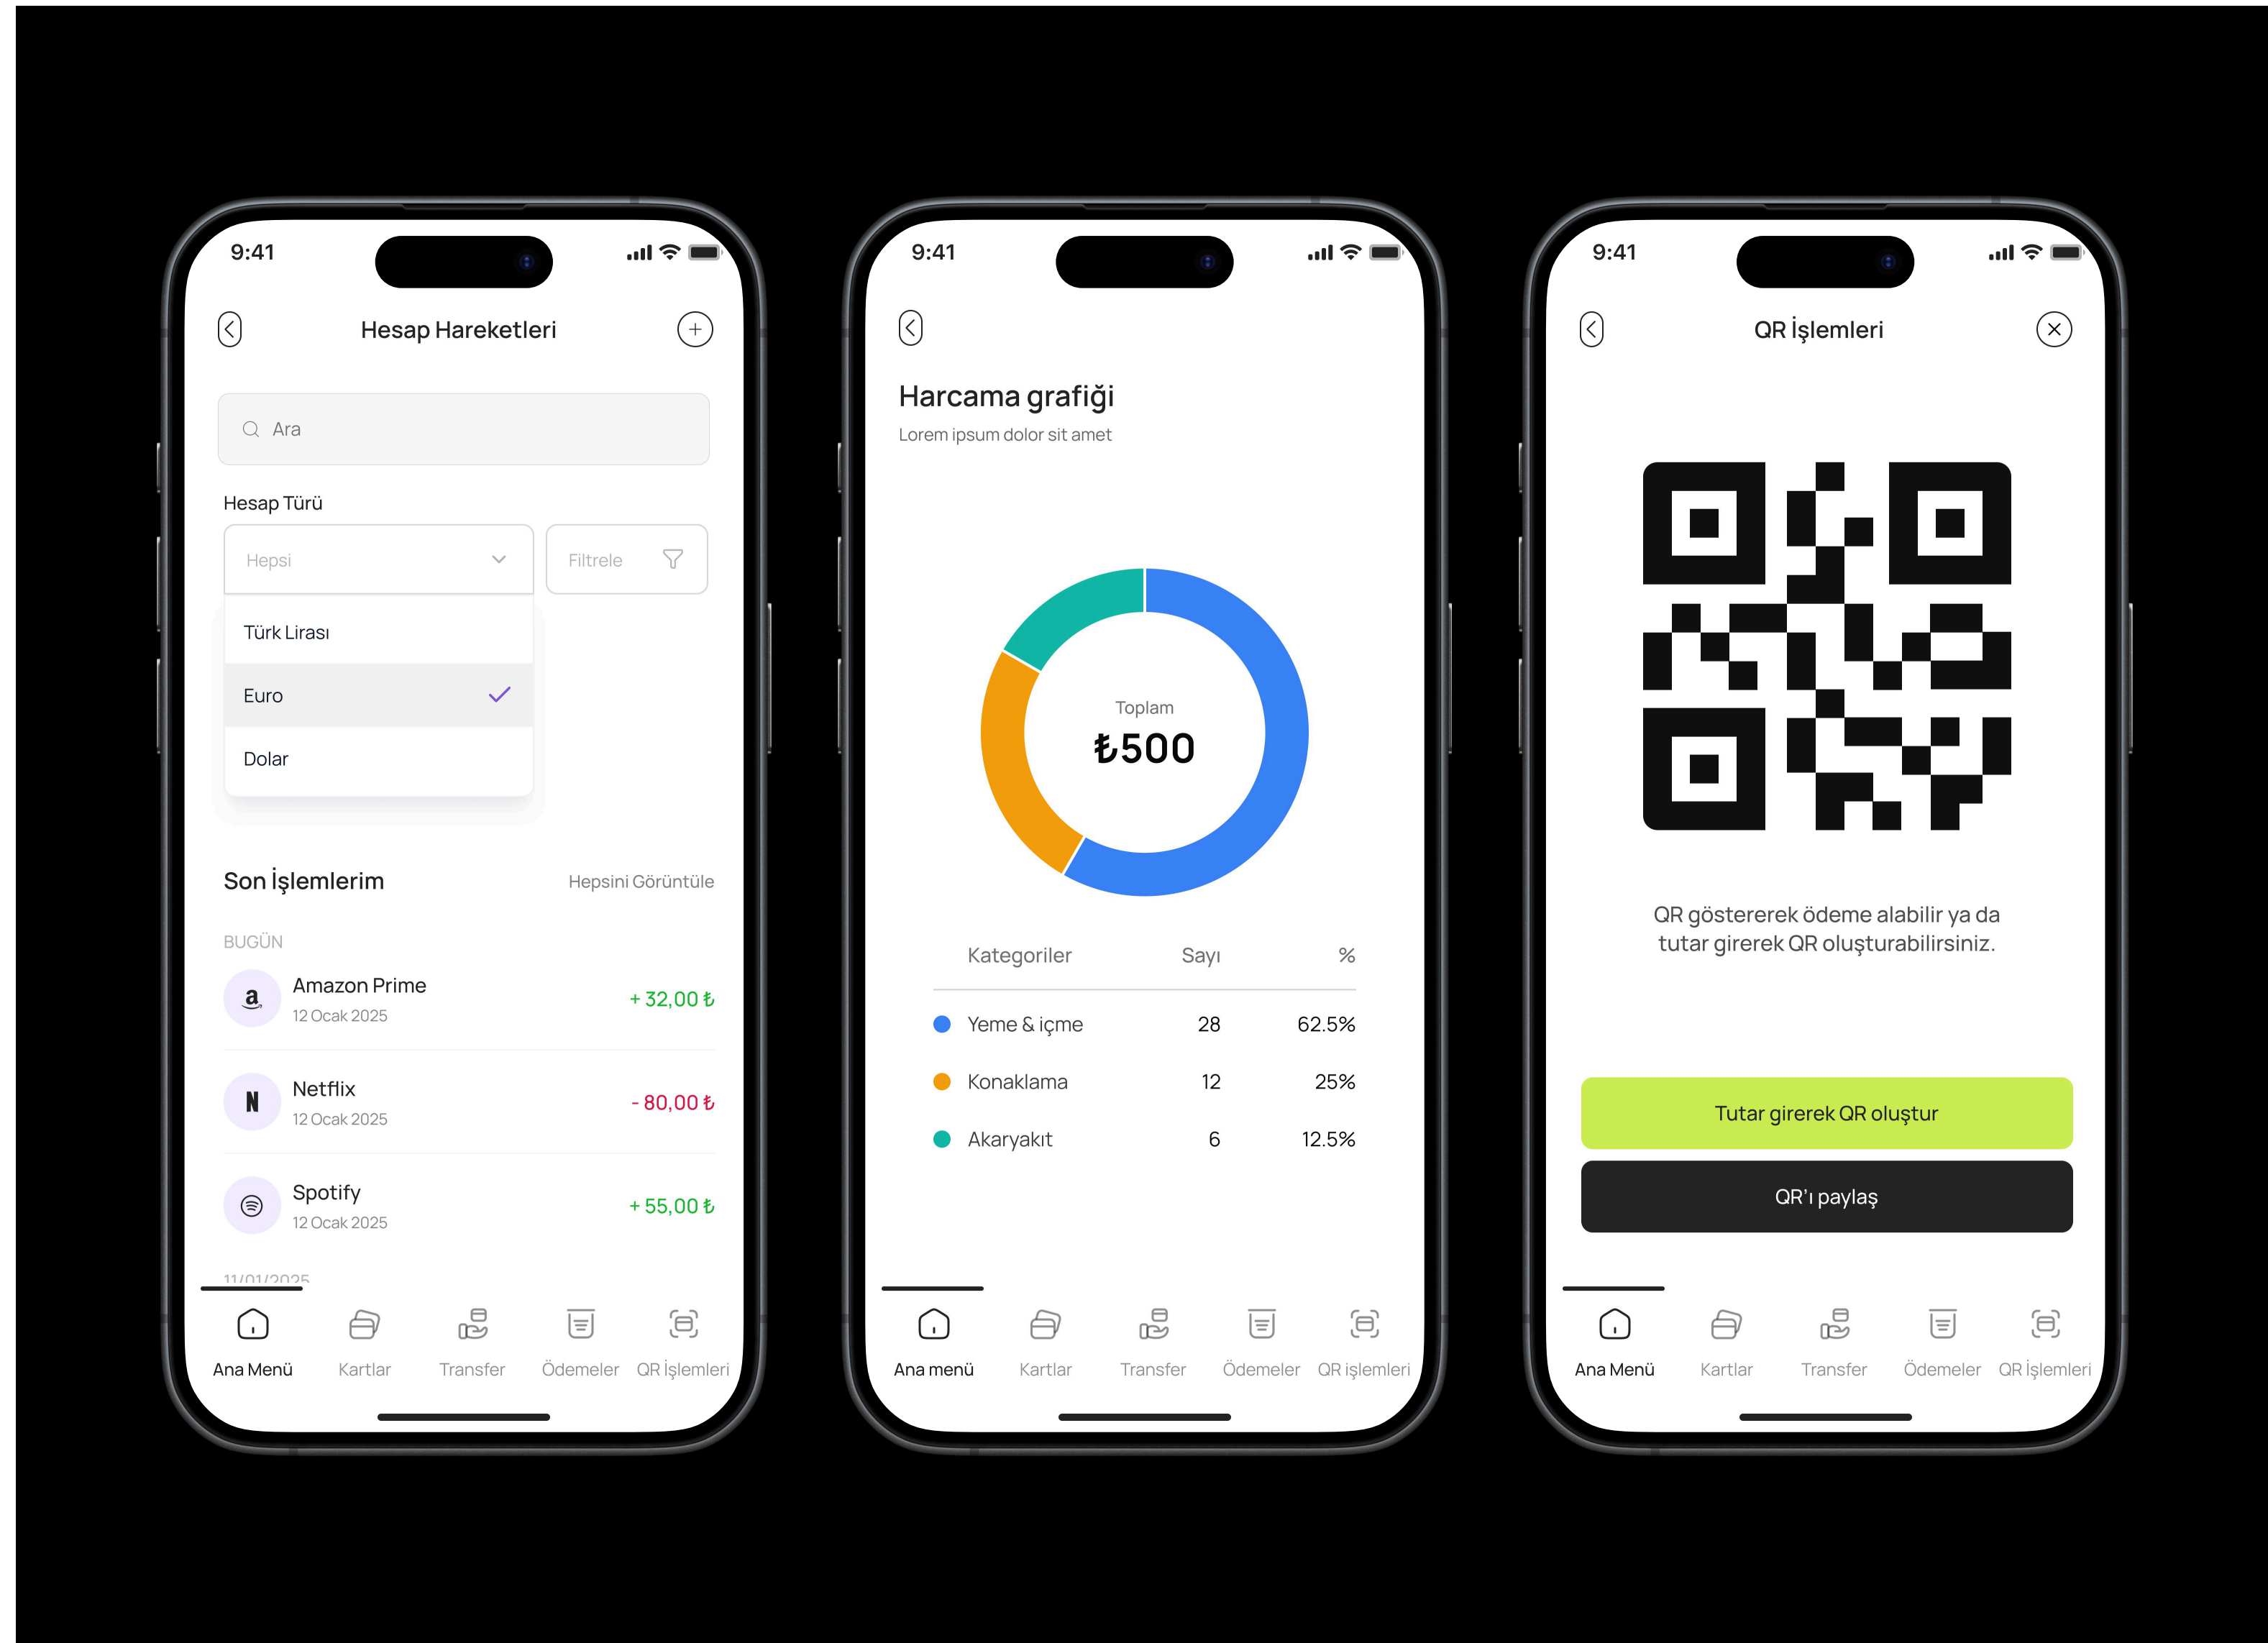 9:41
Hesap Hareketleri
Ara
Hesap Türü
Hepsi
Filtrele
Türk Lirası
Euro
Dolar
Son İşlemlerim
Hepsini Görüntüle
BUGÜN
a
Amazon Prime
12 Ocak 2025
+ 32,00 ₺
N
Netflix
12 Ocak 2025
- 80,00 ₺
Spotify
12 Ocak 2025
+ 55,00 ₺
11/01/2025
Ana Menü
Kartlar
Transfer
Ödemeler
QR İşlemleri
9:41
Harcama grafiği
Lorem ipsum dolor sit amet
Toplam
₺500
Kategoriler Sayı %
Yeme & içme 28 62.5%
Konaklama 12 25%
Akaryakıt 6 12.5%
Ana menü
Kartlar
Transfer
Ödemeler
QR işlemleri
9:41
QR İşlemleri
QR göstererek ödeme alabilir ya da
tutar girerek QR oluşturabilirsiniz.
Tutar girerek QR oluştur
QR'ı paylaş
Ana Menü
Kartlar
Transfer
Ödemeler
QR İşlemleri